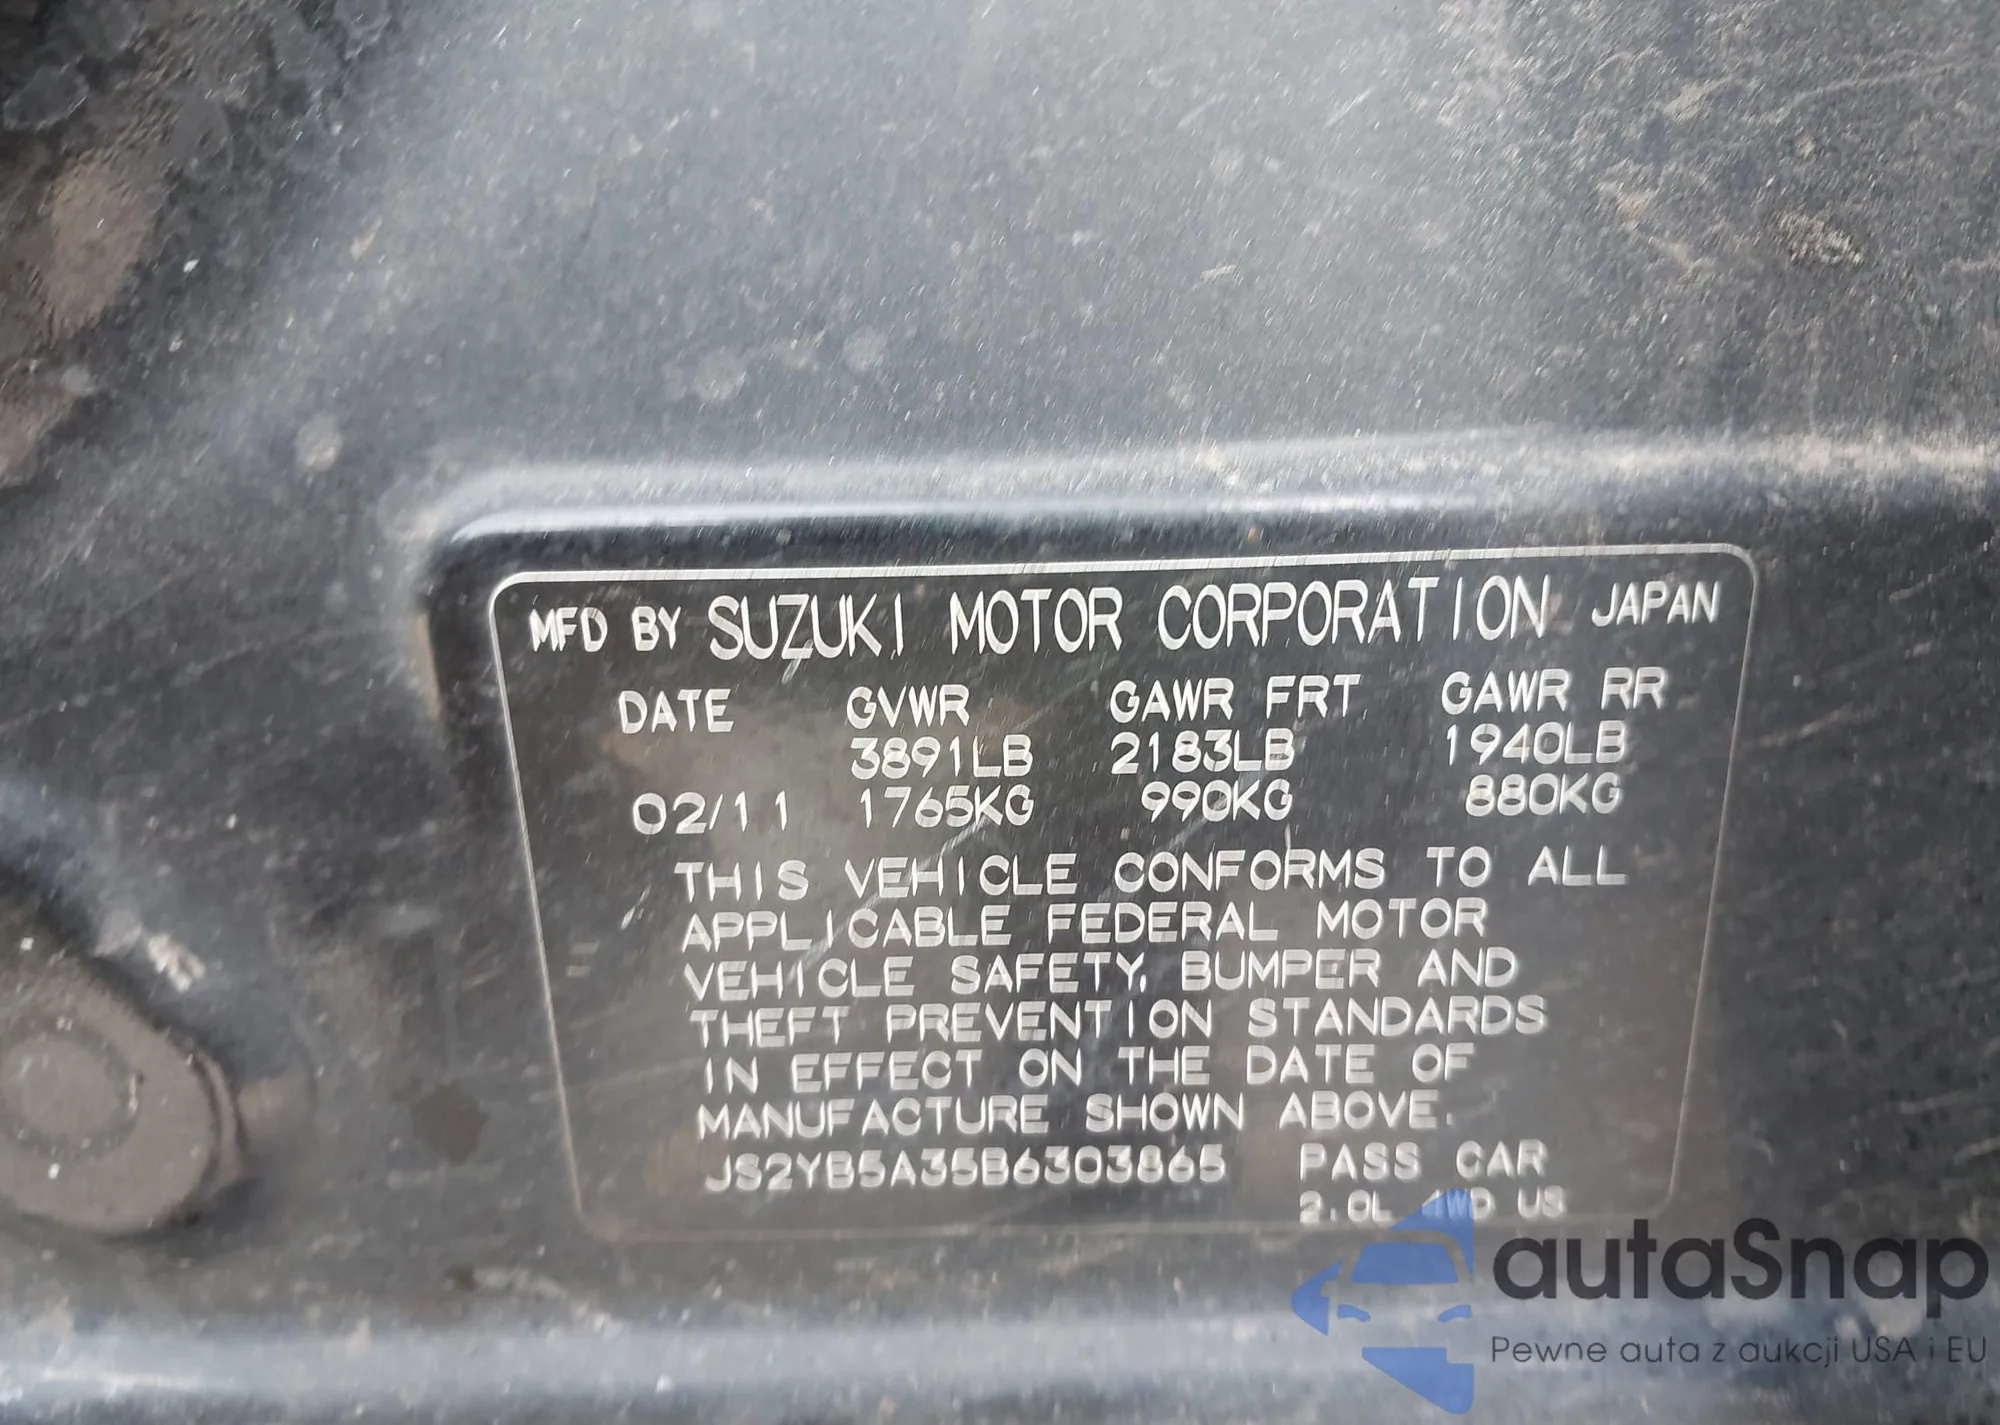 MFD BY SUZUKI MOTOR CORPORATION JAPAN
DATE GVWR GAWR FRT GAWR RR
3891LB 2183LB 1940LB
02/11 1765KG 990KG 880KG
THIS VEHICLE CONFORMS TO ALL
APPLICABLE FEDERAL MOTOR
VEHICLE SAFETY, BUMPER AND
THEFT PREVENTION STANDARDS
IN EFFECT ON THE DATE OF
MANUFACTURE SHOWN ABOVE.
JS2YB5A35B6303865 PASS CAR
2.0L 4WD US
autaSnap
Pewne auta z aukcji USA i EU